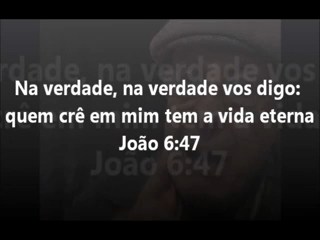 Na verdade, na verdade vos digo:
quem crê em mim tem a vida eterna
João 6:47